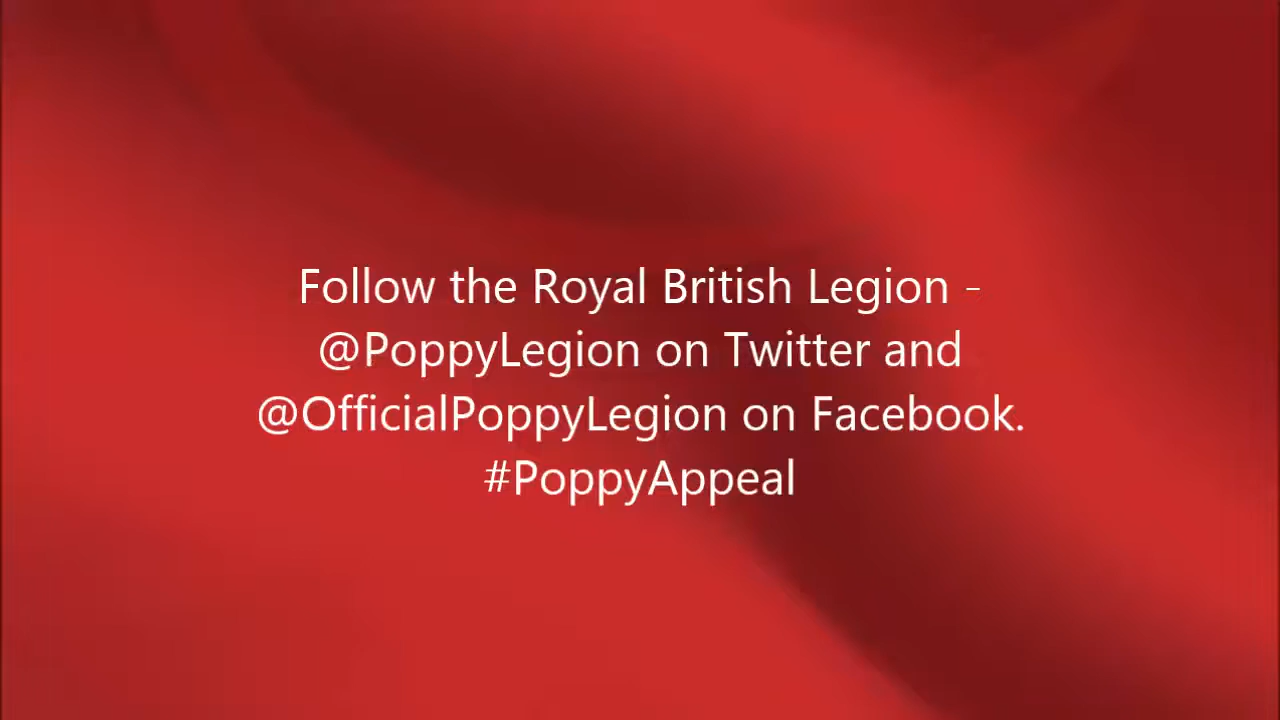 Follow the Royal British Legion -
@PoppyLegion on Twitter and
@OfficialPoppyLegion on Facebook.
#PoppyAppeal